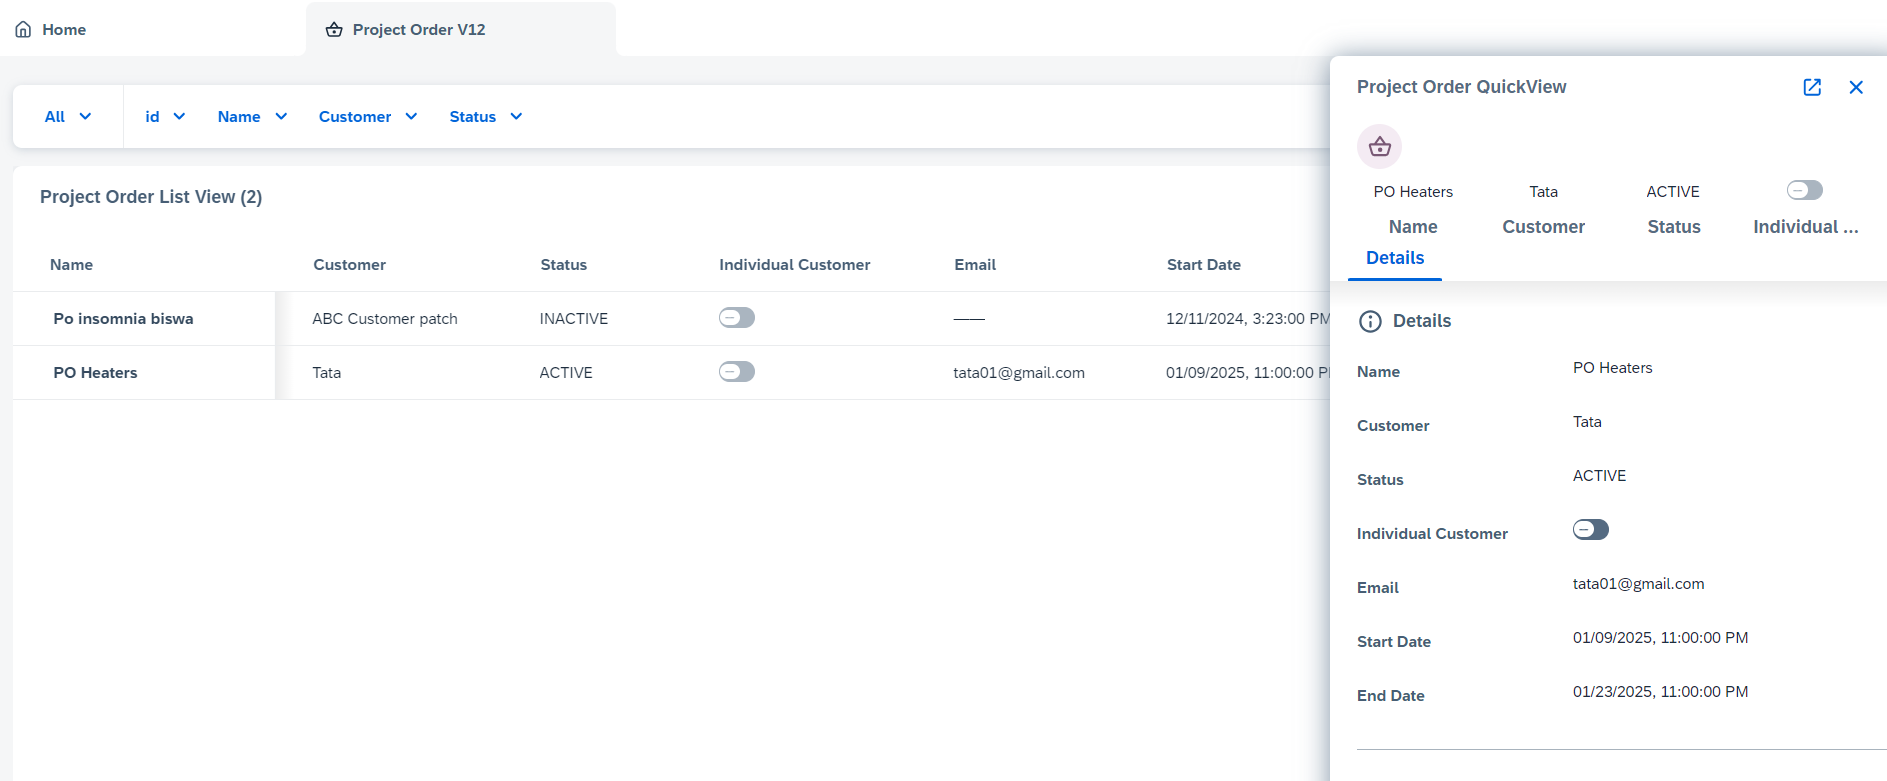 Home
Project Order V12
All
id
Name
Customer
Status
Project Order List View (2)
Name Customer Status Individual Customer Email Start Date
Po insomnia biswa ABC Customer patch INACTIVE —— 12/11/2024, 3:23:00 PM
PO Heaters Tata ACTIVE tata01@gmail.com 01/09/2025, 11:00:00 P
Project Order QuickView
PO Heaters Tata ACTIVE
Name Customer Status Individual ...
Details
Details
Name PO Heaters
Customer Tata
Status ACTIVE
Individual Customer
Email tata01@gmail.com
Start Date 01/09/2025, 11:00:00 PM
End Date 01/23/2025, 11:00:00 PM